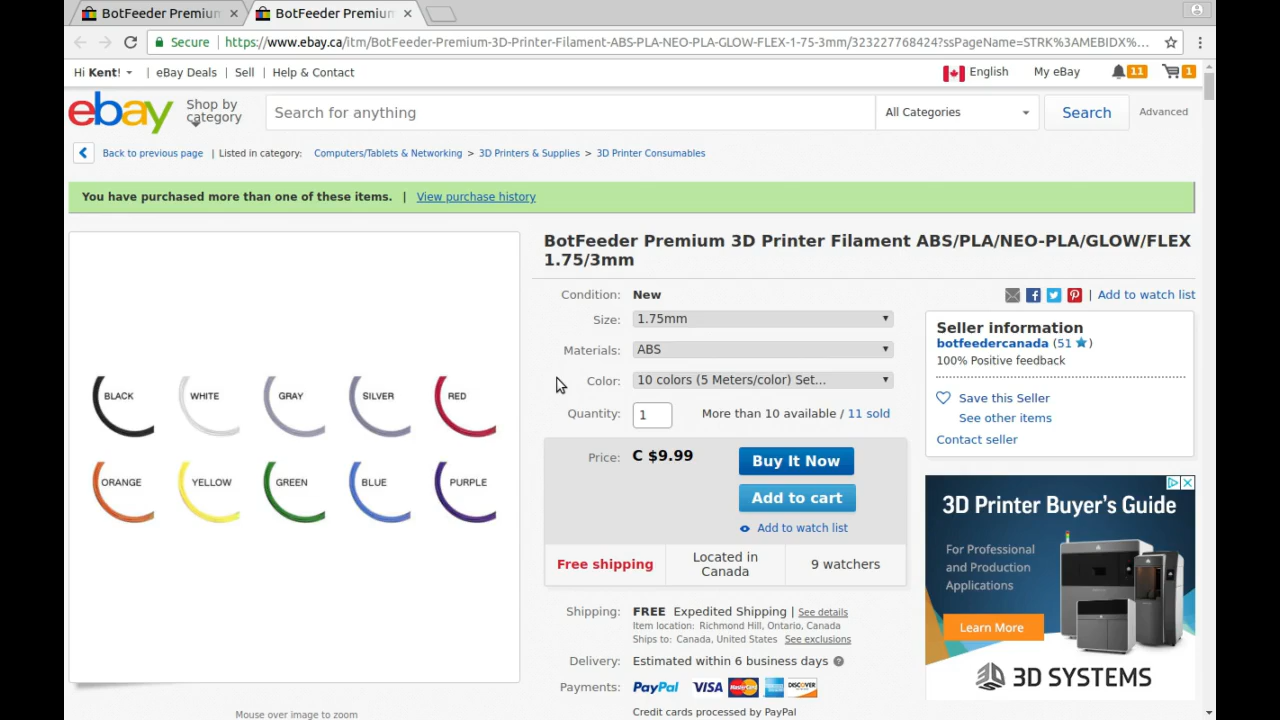 BotFeeder Premium
BotFeeder Premium
Secure
https://www.ebay.ca/itm/BotFeeder-Premium-3D-Printer-Filament-ABS-PLA-NEO-PLA-GLOW-FLEX-1-75-3mm/323227768424?ssPageName=STRK%3AMEBIDX%...
Hi Kent! | eBay Deals | Sell | Help & Contact
English My eBay 11 1
ebay
Shop by
category
Search for anything
All Categories
Search
Advanced
Back to previous page | Listed in category: Computers/Tablets & Networking > 3D Printers & Supplies > 3D Printer Consumables
You have purchased more than one of these items. | View purchase history
BLACK WHITE GRAY SILVER RED
ORANGE YELLOW GREEN BLUE PURPLE
Mouse over image to zoom
BotFeeder Premium 3D Printer Filament ABS/PLA/NEO-PLA/GLOW/FLEX
1.75/3mm
Condition: New
| Add to watch list
Size: 1.75mm
Materials: ABS
Color: 10 colors (5 Meters/color) Set...
Quantity: 1 More than 10 available / 11 sold
Price: C $9.99
Buy It Now
Add to cart
Add to watch list
Free shipping
Located in
Canada
9 watchers
Shipping: FREE Expedited Shipping | See details
Item location: Richmond Hill, Ontario, Canada
Ships to: Canada, United States See exclusions
Delivery: Estimated within 6 business days ?
Payments: PayPal VISA MasterCard AMEX DISCOVER
Credit cards processed by PayPal
Seller information
botfeedercanada (51 )
100% Positive feedback
Save this Seller
See other items
Contact seller
3D Printer Buyer's Guide
For Professional
and Production
Applications
Learn More
3D SYSTEMS